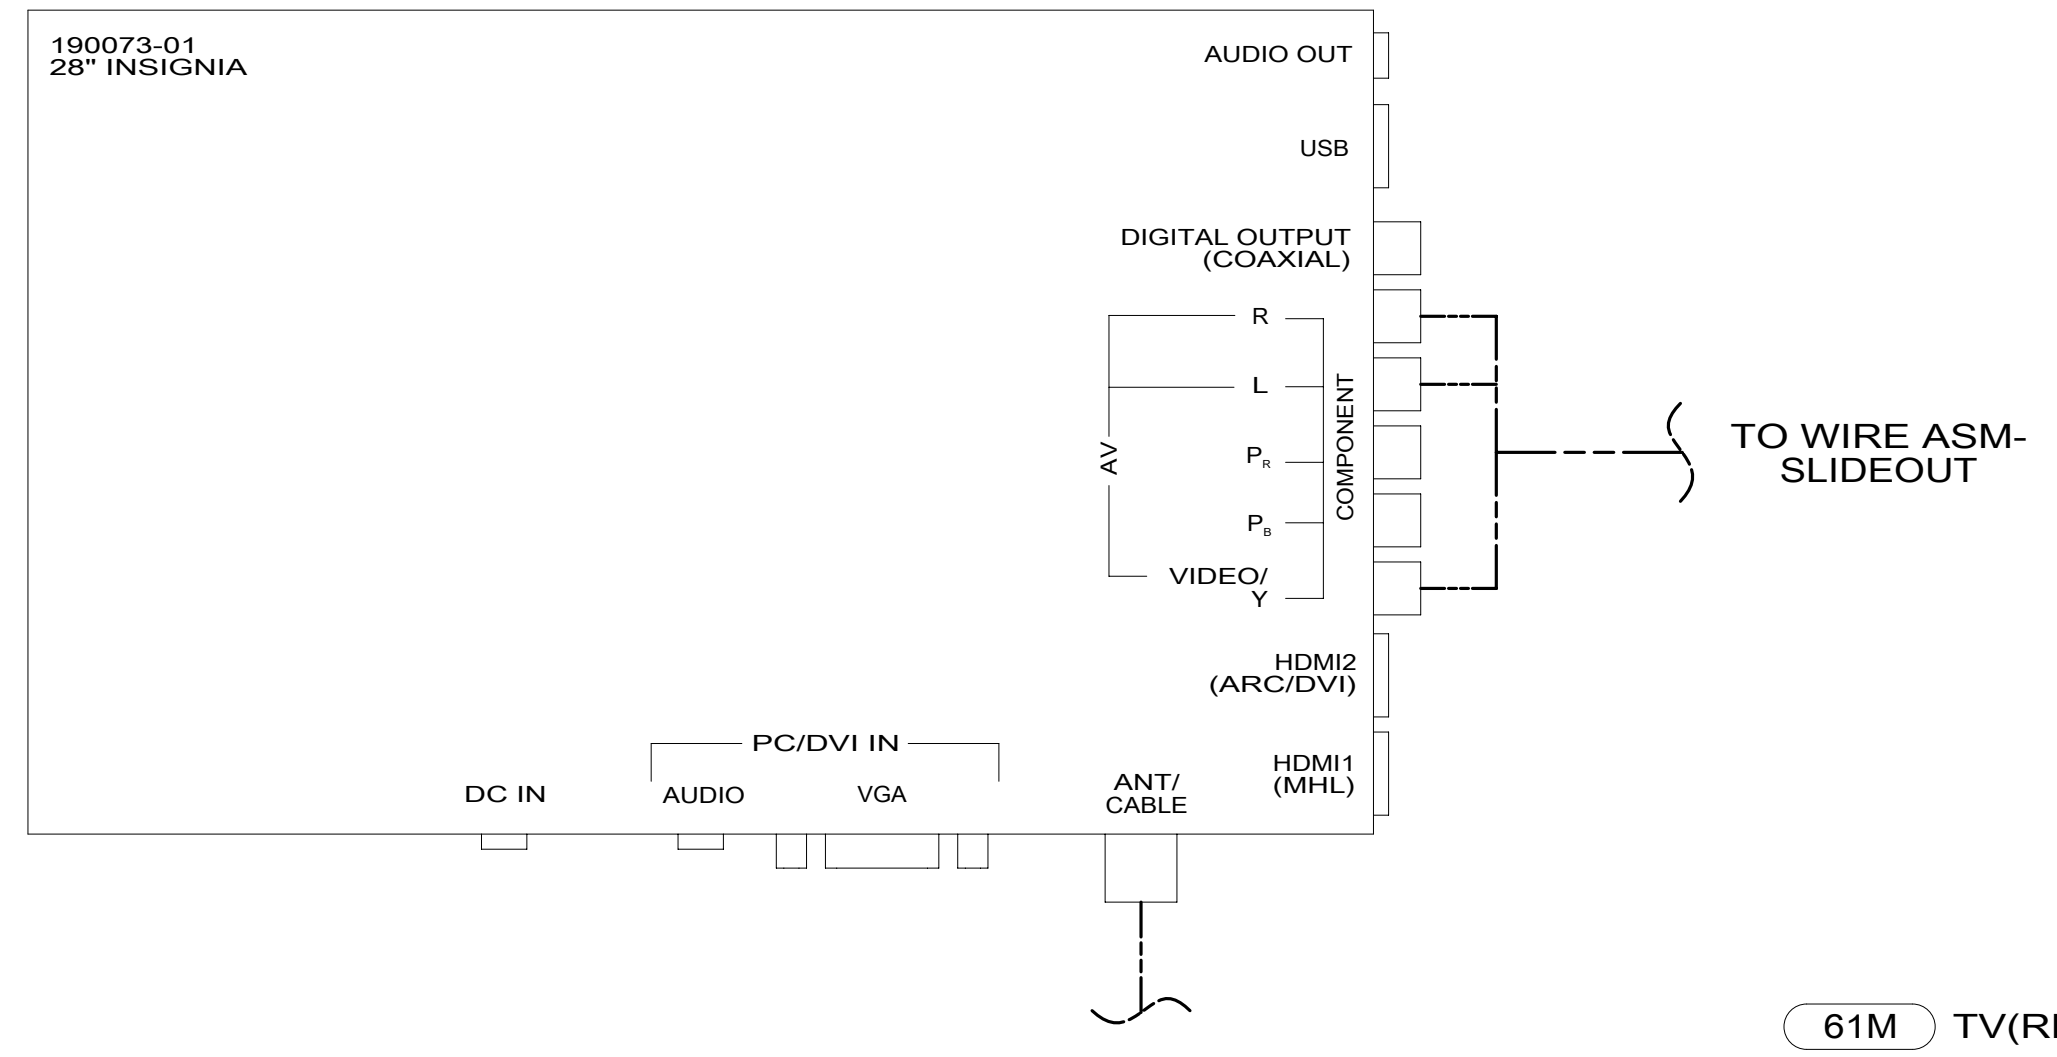 190073-01
28" INSIGNIA
AUDIO OUT
USB
DIGITAL OUTPUT
(COAXIAL)
R
L
PR
PB
VIDEO/
Y
AV
COMPONENT
TO WIRE ASM-
SLIDEOUT
HDMI2
(ARC/DVI)
HDMI1
(MHL)
PC/DVI IN
DC IN
AUDIO
VGA
ANT/
CABLE
61M